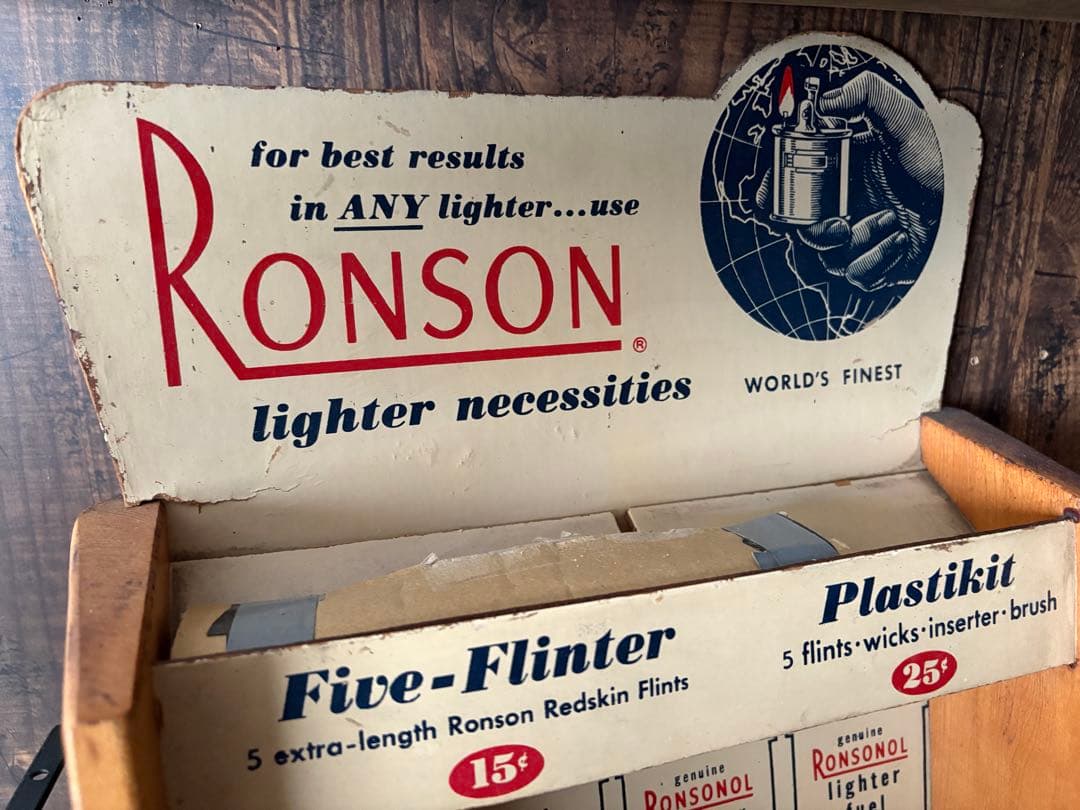 for best results
in ANY lighter...use
RONSON®
lighter necessities
WORLD'S FINEST
Five-Flinter
5 extra-length Ronson Redskin Flints
15¢
Plastikit
5 flints·wicks·inserter·brush
25¢
genuine
RONSONOL
genuine
RONSONOL
lighter
fuel